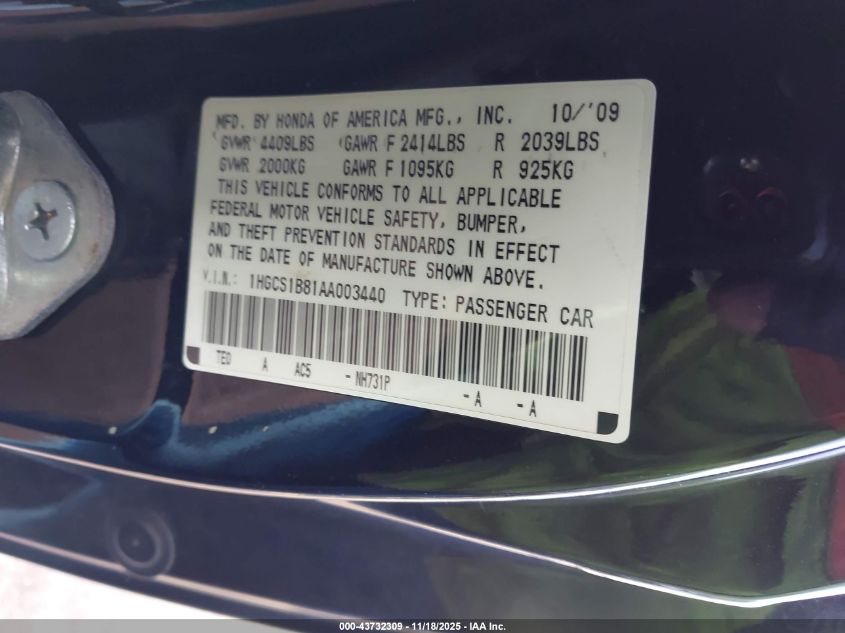 MFD. BY HONDA OF AMERICA MFG., INC. 10/'09
GVWR 4409LBS GAWR F 2414LBS R 2039LBS
GVWR 2000KG GAWR F 1095KG R 925KG
THIS VEHICLE CONFORMS TO ALL APPLICABLE
FEDERAL MOTOR VEHICLE SAFETY, BUMPER,
AND THEFT PREVENTION STANDARDS IN EFFECT
ON THE DATE OF MANUFACTURE SHOWN ABOVE.
V.I.N.: 1HGCS1B81AA003440 TYPE: PASSENGER CAR
TE0 A AC5 - NH731P - A - A
000-43732309 - 11/18/2025 - IAA Inc.